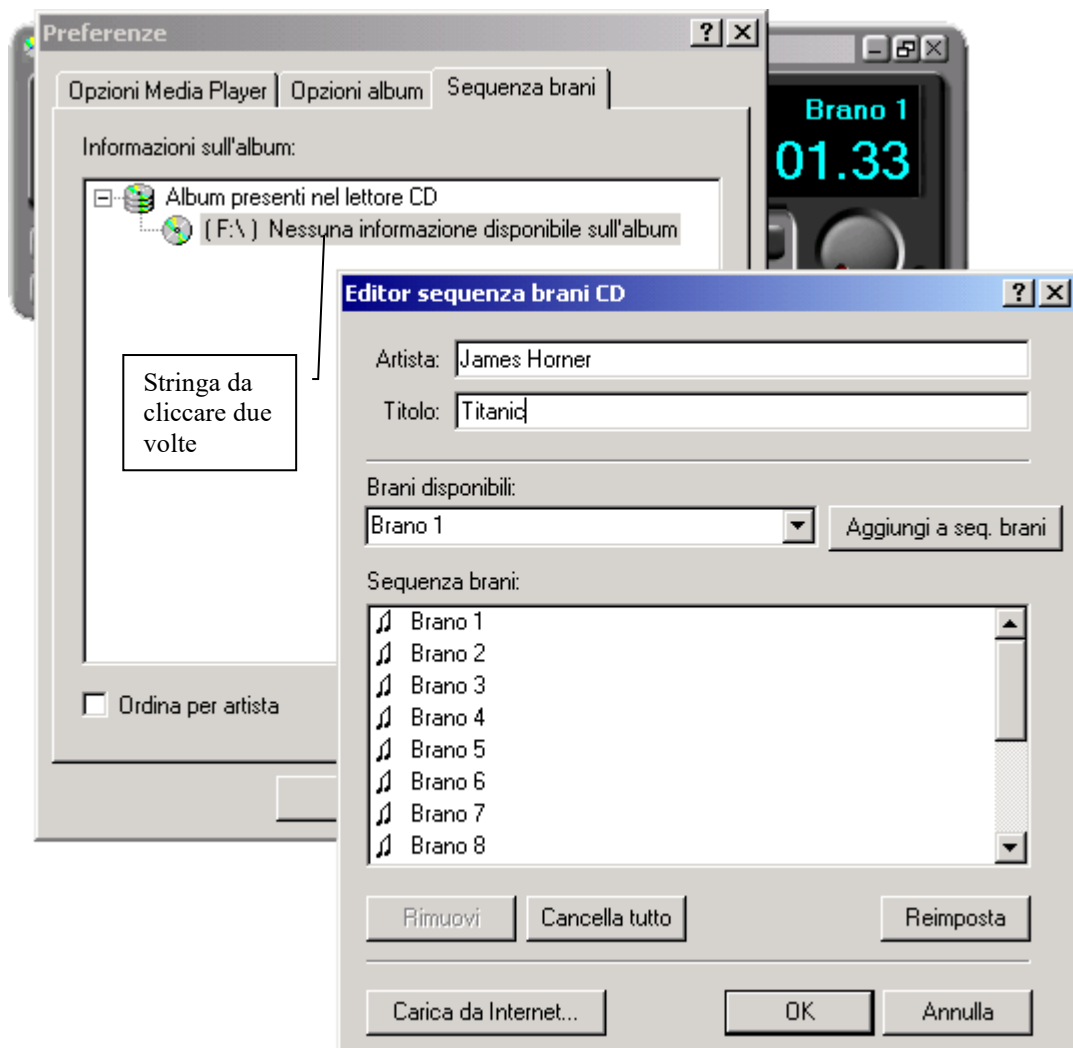 Preferenze
Opzioni Media Player
Opzioni album
Sequenza brani
Brano 1
01.33
Informazioni sull'album:
Album presenti nel lettore CD
( F:\ ) Nessuna informazione disponibile sull'album
Stringa da
cliccare due
volte
Ordina per artista
Editor sequenza brani CD
Artista: James Horner
Titolo: Titanic
Brani disponibili:
Brano 1
Aggiungi a seq. brani
Sequenza brani:
Brano 1
Brano 2
Brano 3
Brano 4
Brano 5
Brano 6
Brano 7
Brano 8
Rimuovi
Cancella tutto
Reimposta
Carica da Internet...
OK
Annulla